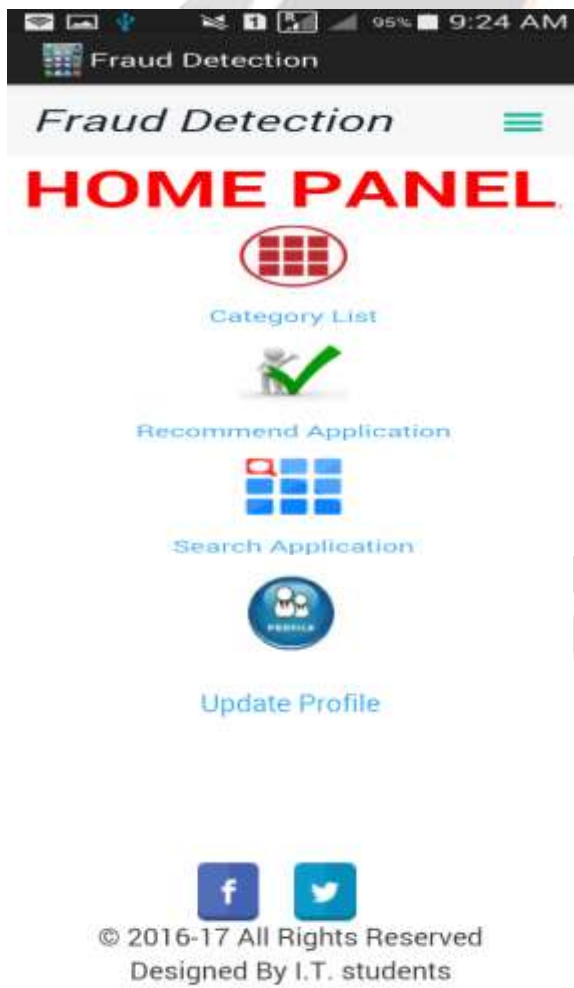 95% 9:24 AM
Fraud Detection
Fraud Detection
HOME PANEL
Category List
Recommend Application
Search Application
PROFILE
Update Profile
f
© 2016-17 All Rights Reserved
Designed By I.T. students